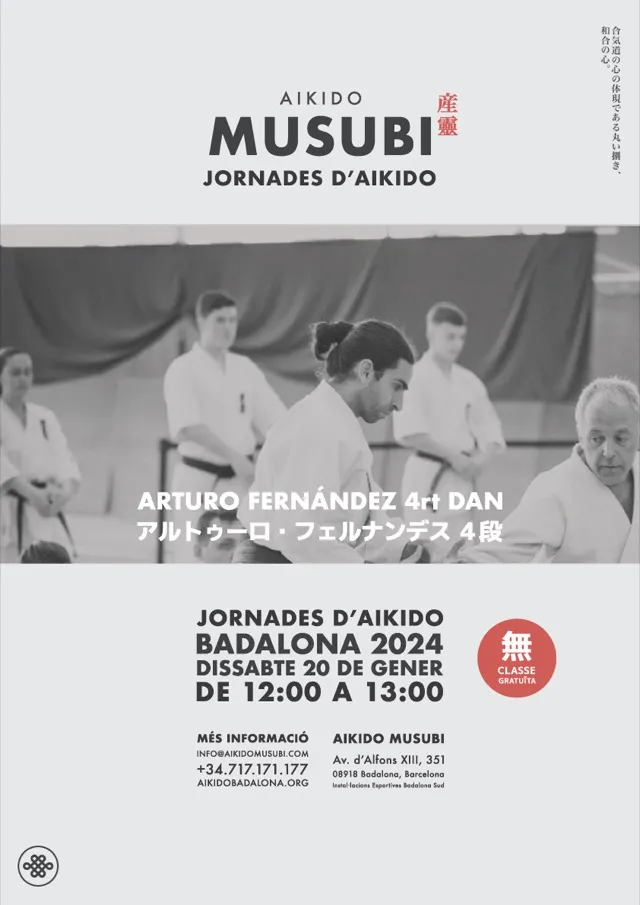 合気道の心の体現である丸い捌き、
和合の心。
AIKIDO
MUSUBI
産靈
JORNADES D'AIKIDO
ARTURO FERNÁNDEZ 4rt DAN
アルトゥーロ・フェルナンデス 4段
JORNADES D'AIKIDO
BADALONA 2024
DISSABTE 20 DE GENER
DE 12:00 A 13:00
無
CLASSE
GRATUÏTA
MÉS INFORMACIÓ
INFO@AIKIDOMUSUBI.COM
+34.717.171.177
AIKIDOBADALONA.ORG
AIKIDO MUSUBI
Av. d'Alfons XIII, 351
08918 Badalona, Barcelona
Instal·lacions Esportives Badalona Sud